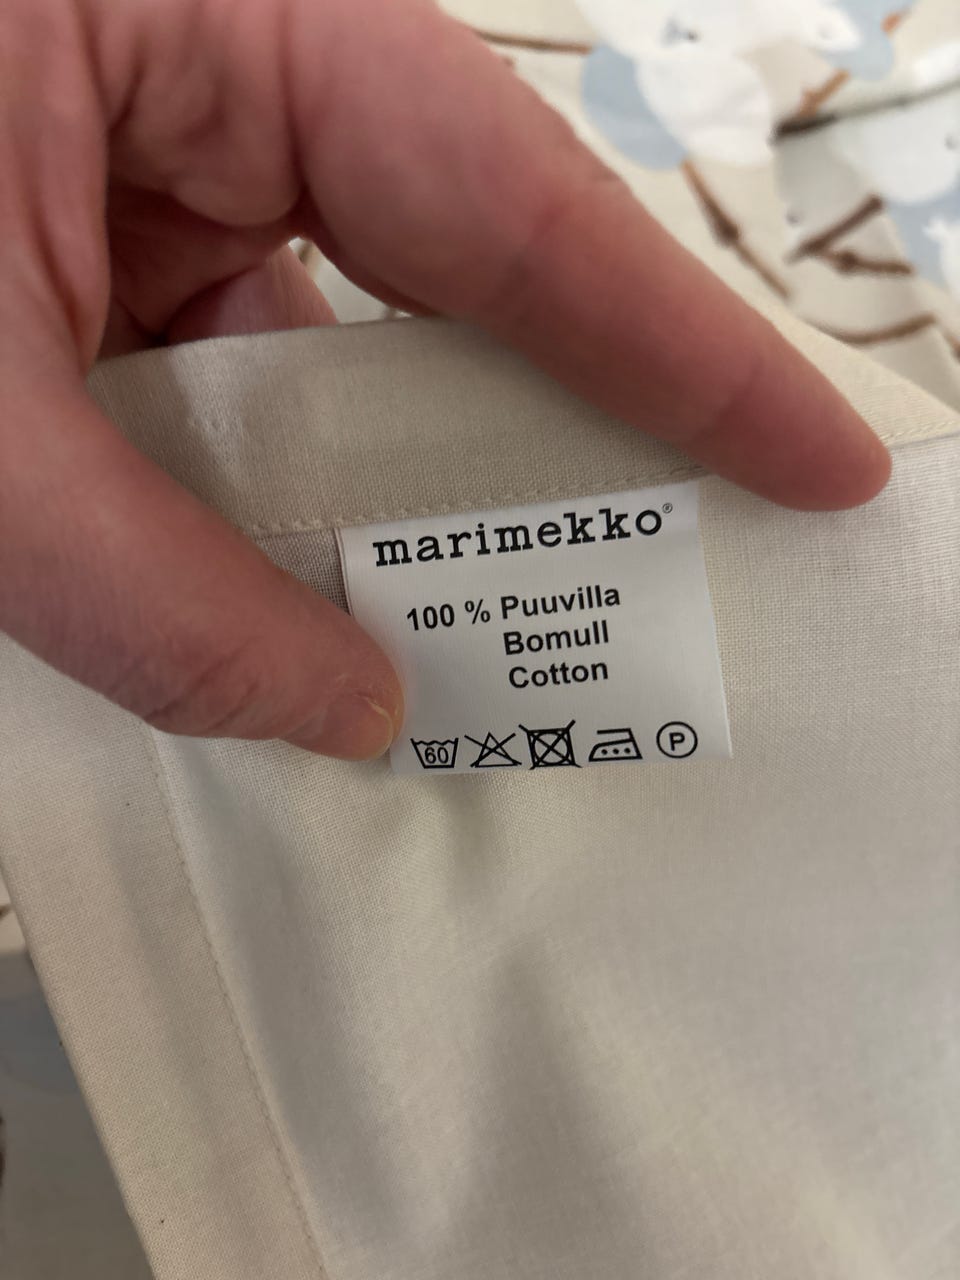 marimekko®
100 % Puuvilla
Bomull
Cotton
60 P